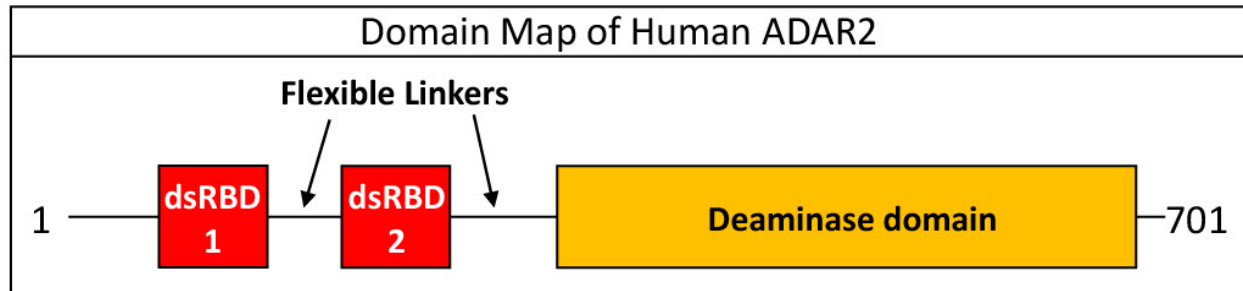 Domain Map of Human ADAR2
Flexible Linkers
1
dsRBD
1
dsRBD
2
Deaminase domain
701